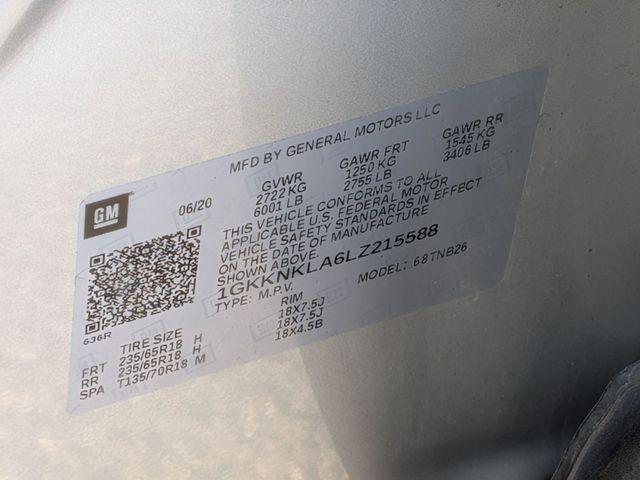 MFD BY GENERAL MOTORS LLC
GM
06/20
GVWR GAWR FRT GAWR RR
2722 KG 1250 KG 1545 KG
6001 LB 2755 LB 3406 LB
THIS VEHICLE CONFORMS TO ALL
APPLICABLE U.S. FEDERAL MOTOR
VEHICLE SAFETY STANDARDS IN EFFECT
ON THE DATE OF MANUFACTURE
SHOWN ABOVE.
1GKKNKLA6LZ215588
TYPE: M.P.V. MODEL: 68TNB26
636R
TIRE SIZE RIM
FRT 235/65R18 H 18X7.5J
RR 235/65R18 H 18X7.5J
SPA T135/70R18 M 18X4.5B